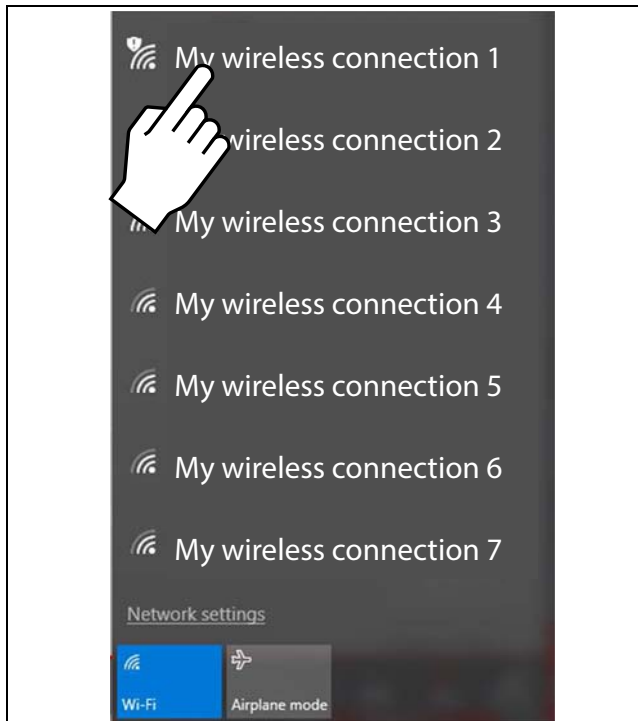 My wireless connection 1
wireless connection 2
My wireless connection 3
My wireless connection 4
My wireless connection 5
My wireless connection 6
My wireless connection 7
Network settings
Wi-Fi
Airplane mode